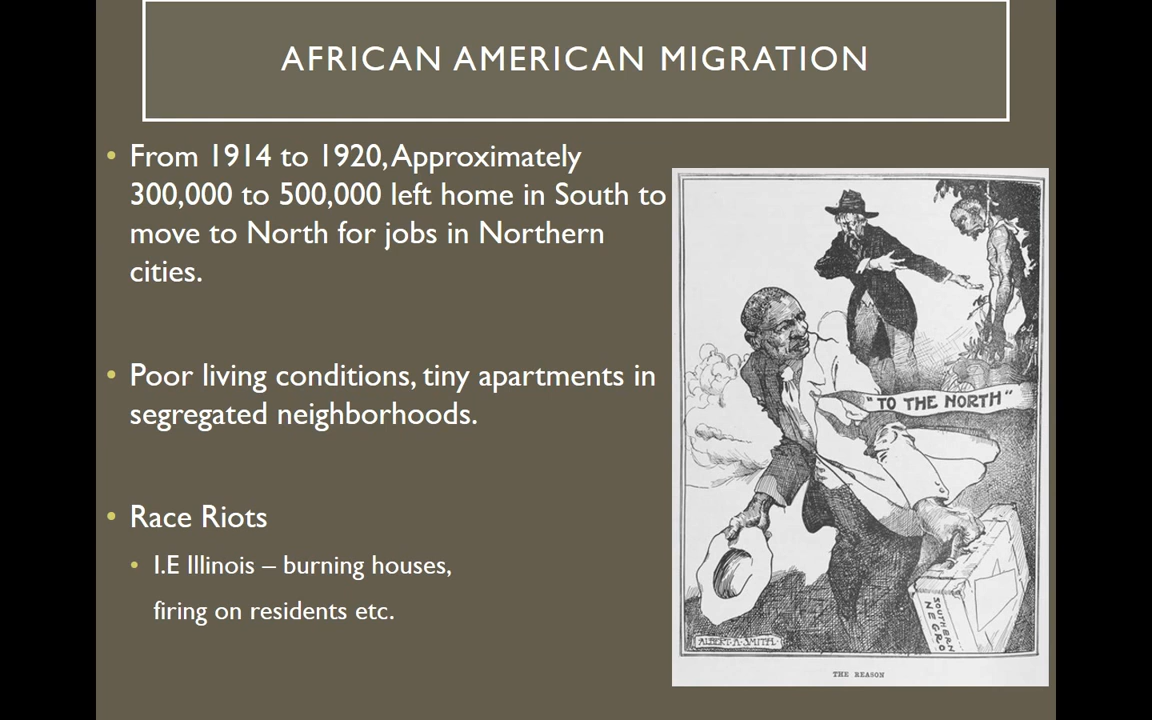 AFRICAN AMERICAN MIGRATION
• From 1914 to 1920, Approximately
300,000 to 500,000 left home in South to
move to North for jobs in Northern
cities.
• Poor living conditions, tiny apartments in
segregated neighborhoods.
• Race Riots
• I.E Illinois – burning houses,
firing on residents etc.
"TO THE NORTH"
SOUTHERN
NEGRO
ALBERT·A·SMITH·
THE REASON